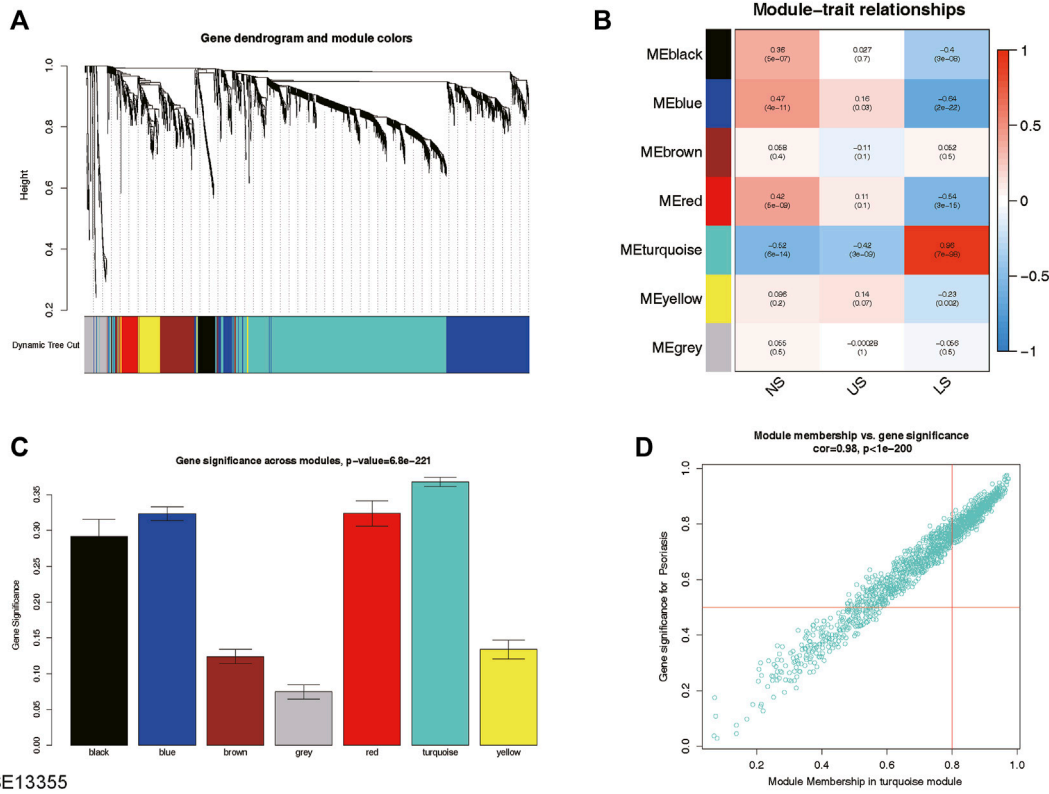 A
Gene dendrogram and module colors
Height
1.0
0.8
0.6
0.4
0.2
Dynamic Tree Cut
B
Module−trait relationships
MEblack
0.36
(5e−07)
0.027
(0.7)
−0.4
(3e−08)
MEblue
0.47
(4e−11)
0.16
(0.03)
−0.64
(2e−22)
MEbrown
0.058
(0.4)
−0.11
(0.1)
0.052
(0.5)
MEred
0.42
(5e−09)
0.11
(0.1)
−0.54
(3e−15)
MEturquoise
−0.52
(6e−14)
−0.42
(3e−09)
0.96
(7e−98)
MEyellow
0.096
(0.2)
0.14
(0.07)
−0.23
(0.002)
MEgrey
0.055
(0.5)
−0.00028
(1)
−0.056
(0.5)
NS
US
LS
1
0.5
0
−0.5
−1
C
Gene significance across modules, p−value=6.8e−221
Gene Significance
0.35
0.30
0.25
0.20
0.15
0.10
0.05
0.00
black
blue
brown
grey
red
turquoise
yellow
D
Module membership vs. gene significance
cor=0.98, p<1e−200
Gene significance for Psoriasis
1.0
0.8
0.6
0.4
0.2
0.0
0.2
0.4
0.6
0.8
1.0
Module Membership in turquoise module
E13355